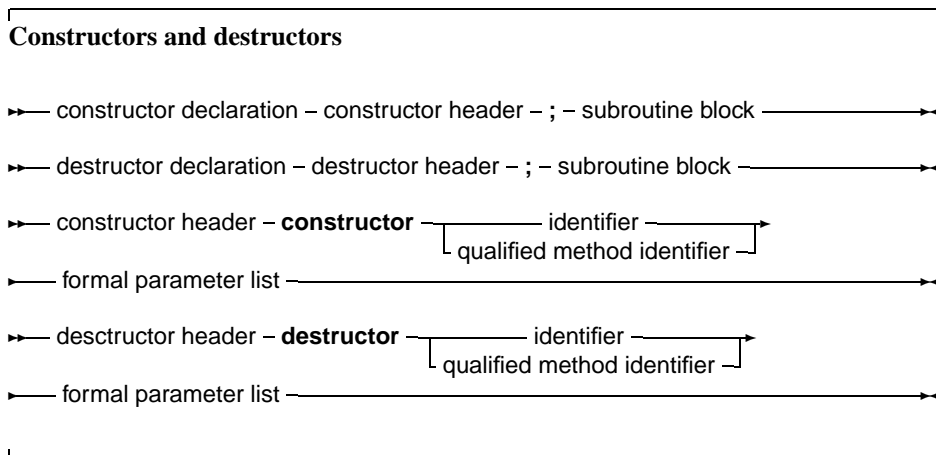 Constructors and destructors
constructor declaration – constructor header – ; – subroutine block
destructor declaration – destructor header – ; – subroutine block
constructor header – constructor – identifier
qualified method identifier
formal parameter list
desctructor header – destructor – identifier
qualified method identifier
formal parameter list